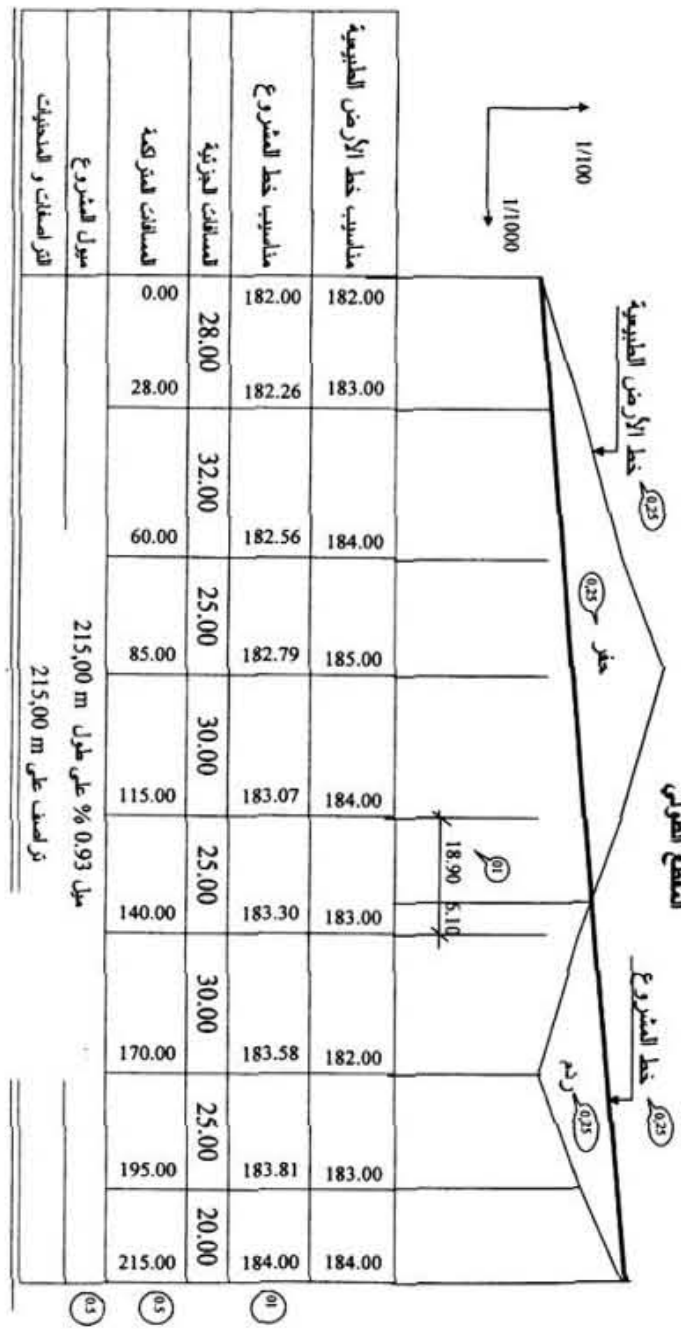 المقطع الطولي
1/100
1/1000
خط الأرض الطبيعية
0,25
حفر
0,25
خط المشروع
0,25
ردم
0,25
18.90 6.10
01
مناسيب خط الأرض الطبيعية 182.00 183.00 184.00 185.00 184.00 183.00 182.00 183.00 184.00
مناسيب خط المشروع 182.00 182.26 182.56 182.79 183.07 183.30 183.58 183.81 184.00 01
المسافات الجزئية 28.00 32.00 25.00 30.00 25.00 30.00 25.00 20.00
المسافات المتراكمة 0.00 28.00 60.00 85.00 115.00 140.00 170.00 195.00 215.00 0.5
ميول المشروع ميل 0.93 % على طول 215,00 m 0.5
التراصفات و المنحنيات تراصف على 215,00 m